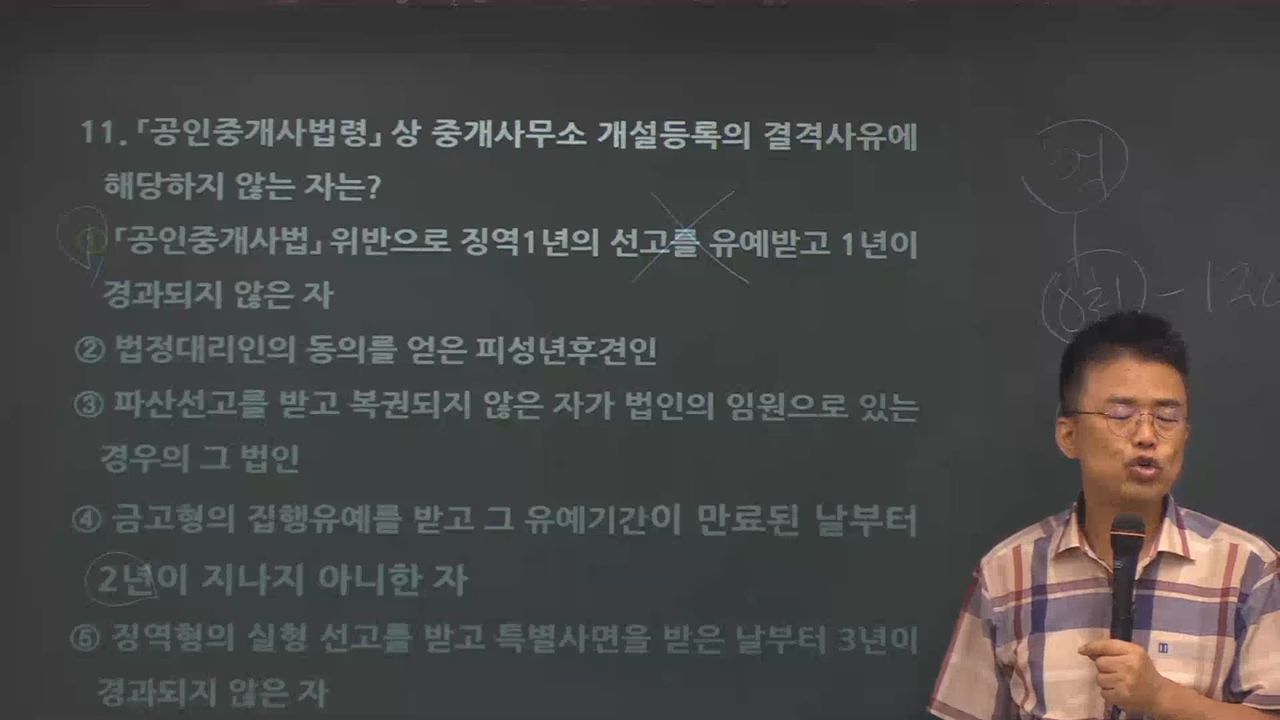 11. 「공인중개사법령」 상 중개사무소 개설등록의 결격사유에
해당하지 않는 자는?
① 「공인중개사법」 위반으로 징역1년의 선고를 유예받고 1년이
경과되지 않은 자
② 법정대리인의 동의를 얻은 피성년후견인
③ 파산선고를 받고 복권되지 않은 자가 법인의 임원으로 있는
경우의 그 법인
④ 금고형의 집행유예를 받고 그 유예기간이 만료된 날부터
2년이 지나지 아니한 자
⑤ 징역형의 실형 선고를 받고 특별사면을 받은 날부터 3년이
경과되지 않은 자